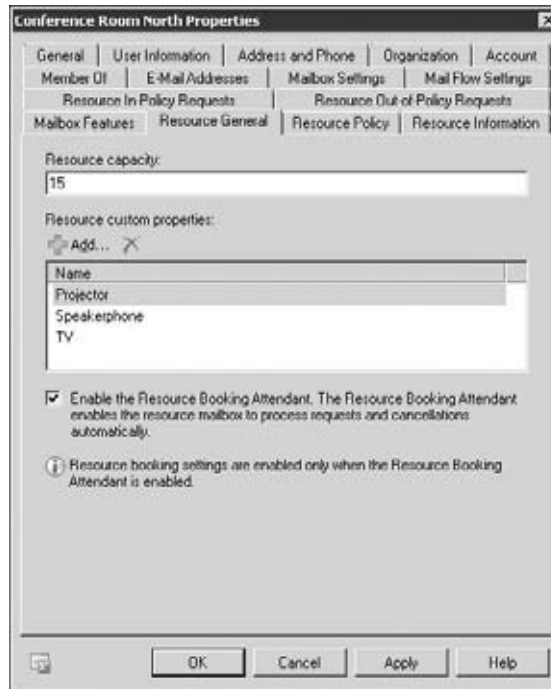 Conference Room North Properties
General User Information Address and Phone Organization Account
Member Of E-Mail Addresses Mailbox Settings Mail Flow Settings
Resource In-Policy Requests Resource Out-of-Policy Requests
Mailbox Features Resource General Resource Policy Resource Information
Resource capacity:
15
Resource custom properties:
Add...
Name
Projector
Speakerphone
TV
Enable the Resource Booking Attendant. The Resource Booking Attendant
enables the resource mailbox to process requests and cancellations
automatically.
Resource booking settings are enabled only when the Resource Booking
Attendant is enabled.
OK Cancel Apply Help